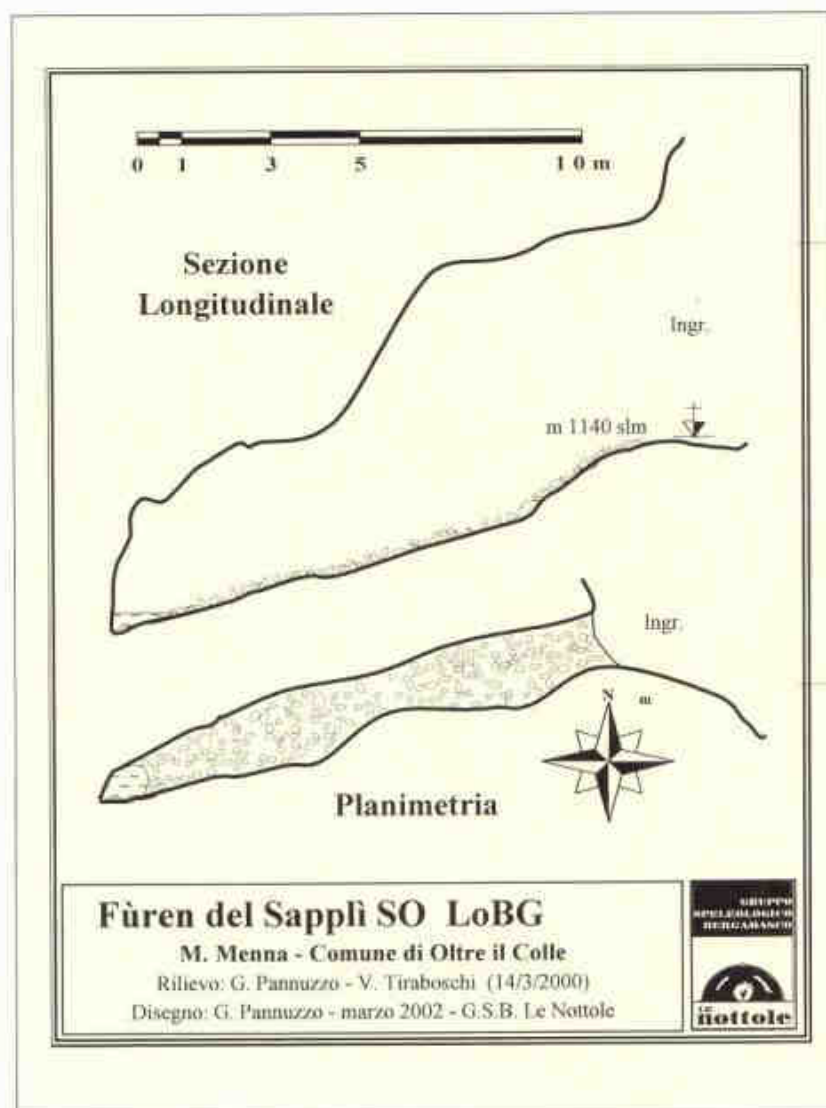 0 1 3 5 10 m
Sezione
Longitudinale
Ingr.
m 1140 slm
Ingr.
N m
Planimetria
Fùren del Sapplì SO LoBG
M. Menna - Comune di Oltre il Colle
Rilievo: G. Pannuzzo - V. Tiraboschi (14/3/2000)
Disegno: G. Pannuzzo - marzo 2002 - G.S.B. Le Nottole
GRUPPO
SPELEOLOGICO
BERGAMASCO
LE
nottole